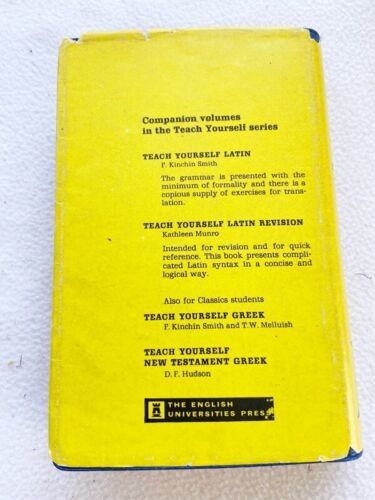 Companion volumes
in the Teach Yourself series
TEACH YOURSELF LATIN
F. Kinchin Smith
The grammar is presented with the
minimum of formality and there is a
copious supply of exercises for trans-
lation.
TEACH YOURSELF LATIN REVISION
Kathleen Munro
Intended for revision and for quick
reference. This book presents compli-
cated Latin syntax in a concise and
logical way.
Also for Classics students
TEACH YOURSELF GREEK
F. Kinchin Smith and T.W. Melluish
TEACH YOURSELF
NEW TESTAMENT GREEK
D. F. Hudson
THE ENGLISH
UNIVERSITIES PRESS